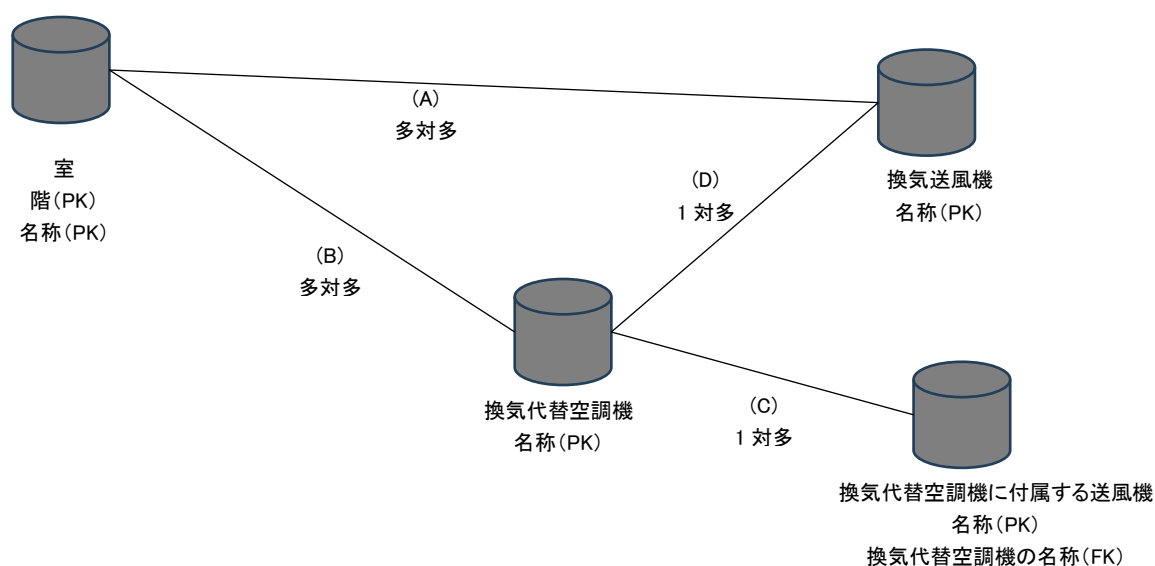 室
階（PK）
名称（PK）
(A)
多対多
換気送風機
名称（PK）
(D)
1 対多
(B)
多対多
換気代替空調機
名称（PK）
(C)
1 対多
換気代替空調機に付属する送風機
名称（PK）
換気代替空調機の名称（FK）